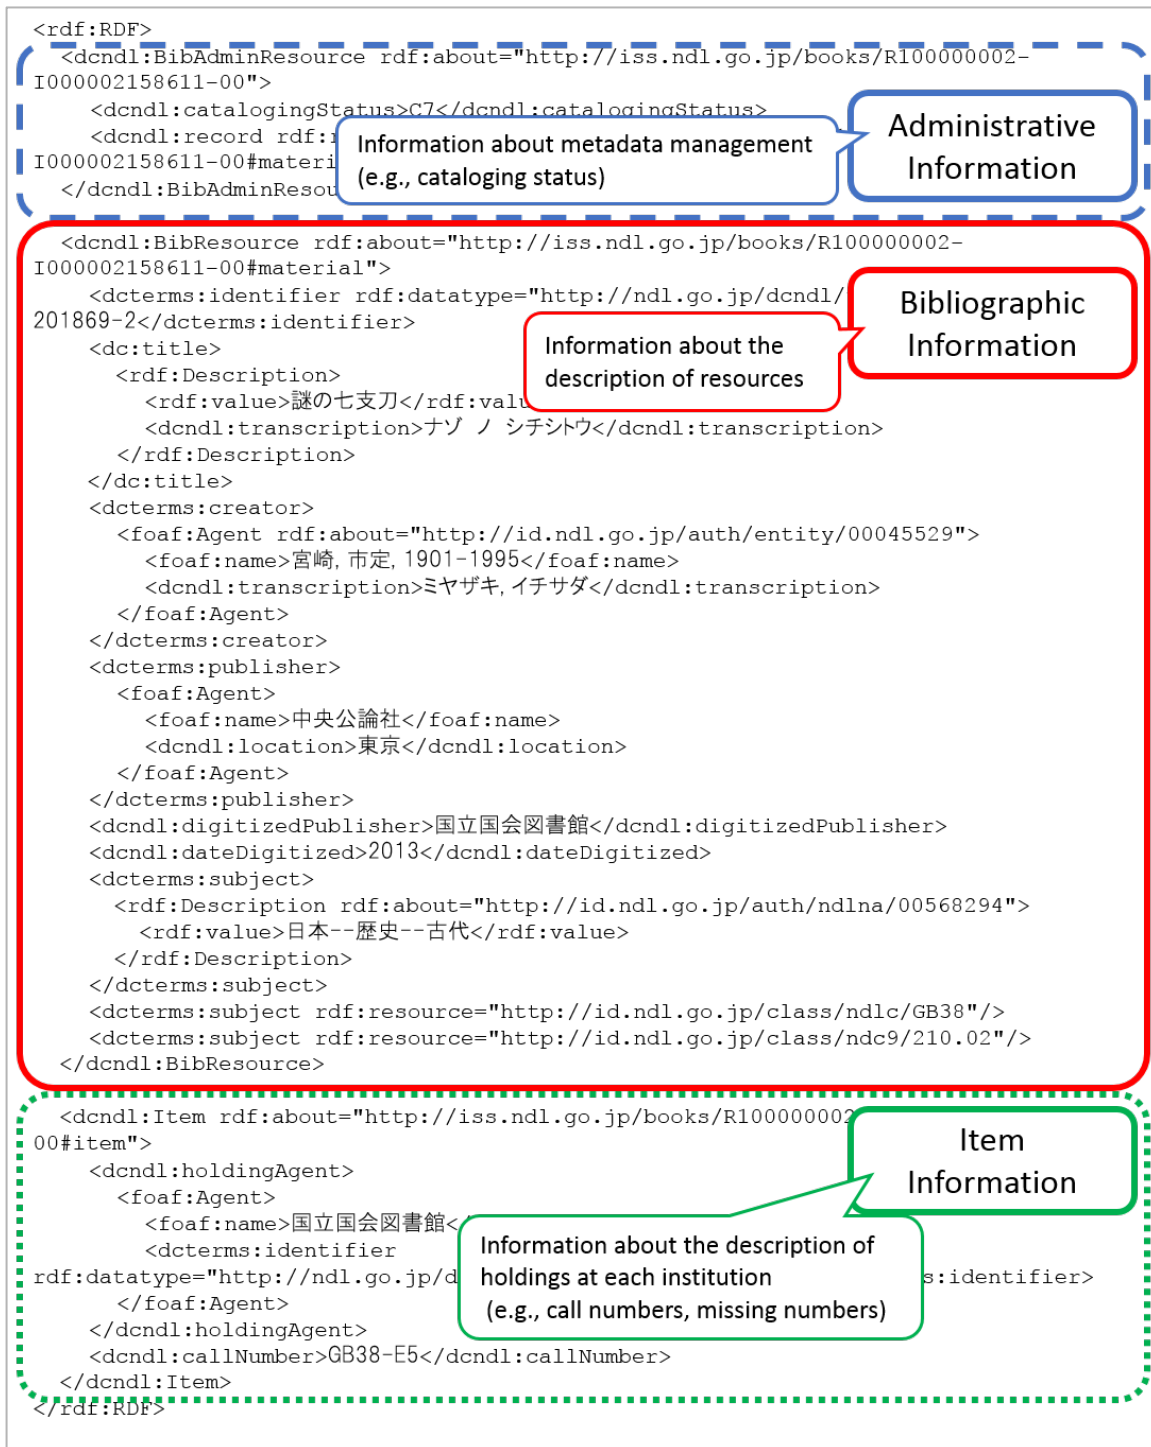 <rdf:RDF>
<dcndl:BibAdminResource rdf:about="http://iss.ndl.go.jp/books/R100000002-
I000002158611-00">
<dcndl:catalogingStatus>C7</dcndl:catalogingStatus>
<dcndl:record
I000002158611-00#materi
</dcndl:BibAdminResou
Information about metadata management
(e.g., cataloging status)
Administrative
Information
<dcndl:BibResource rdf:about="http://iss.ndl.go.jp/books/R100000002-
I000002158611-00#material">
<dcterms:identifier rdf:datatype="http://ndl.go.jp/dcndl/
201869-2</dcterms:identifier>
<dc:title>
<rdf:Description>
<rdf:value>謎の七支刀</rdf:valu
<dcndl:transcription>ナゾ ノ シチシトウ</dcndl:transcription>
</rdf:Description>
</dc:title>
Bibliographic
Information
Information about the
description of resources
<dcterms:creator>
<foaf:Agent rdf:about="http://id.ndl.go.jp/auth/entity/00045529">
<foaf:name>宮崎, 市定, 1901-1995</foaf:name>
<dcndl:transcription>ミヤザキ, イチサダ</dcndl:transcription>
</foaf:Agent>
</dcterms:creator>
<dcterms:publisher>
<foaf:Agent>
<foaf:name>中央公論社</foaf:name>
<dcndl:location>東京</dcndl:location>
</foaf:Agent>
</dcterms:publisher>
<dcndl:digitizedPublisher>国立国会図書館</dcndl:digitizedPublisher>
<dcndl:dateDigitized>2013</dcndl:dateDigitized>
<dcterms:subject>
<rdf:Description rdf:about="http://id.ndl.go.jp/auth/ndlna/00568294">
<rdf:value>日本--歴史--古代</rdf:value>
</rdf:Description>
</dcterms:subject>
<dcterms:subject rdf:resource="http://id.ndl.go.jp/class/ndlc/GB38"/>
<dcterms:subject rdf:resource="http://id.ndl.go.jp/class/ndc9/210.02"/>
</dcndl:BibResource>
<dcndl:Item rdf:about="http://iss.ndl.go.jp/books/R100000002
00#item">
<dcndl:holdingAgent>
<foaf:Agent>
<foaf:name>国立国会図書館<
<dcterms:identifier
rdf:datatype="http://ndl.go.jp/d s:identifier>
</foaf:Agent>
</dcndl:holdingAgent>
<dcndl:callNumber>GB38-E5</dcndl:callNumber>
</dcndl:Item>
</rdf:RDF>
Item
Information
Information about the description of
holdings at each institution
(e.g., call numbers, missing numbers)